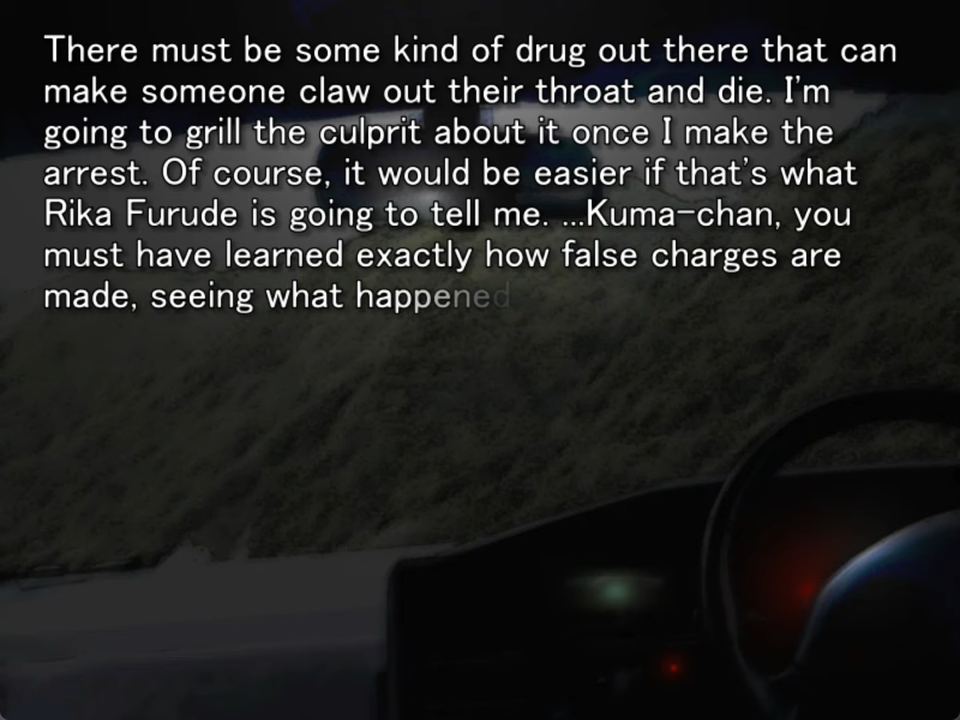 There must be some kind of drug out there that can
make someone claw out their throat and die. I'm
going to grill the culprit about it once I make the
arrest. Of course, it would be easier if that's what
Rika Furude is going to tell me. ...Kuma-chan, you
must have learned exactly how false charges are
made, seeing what happened